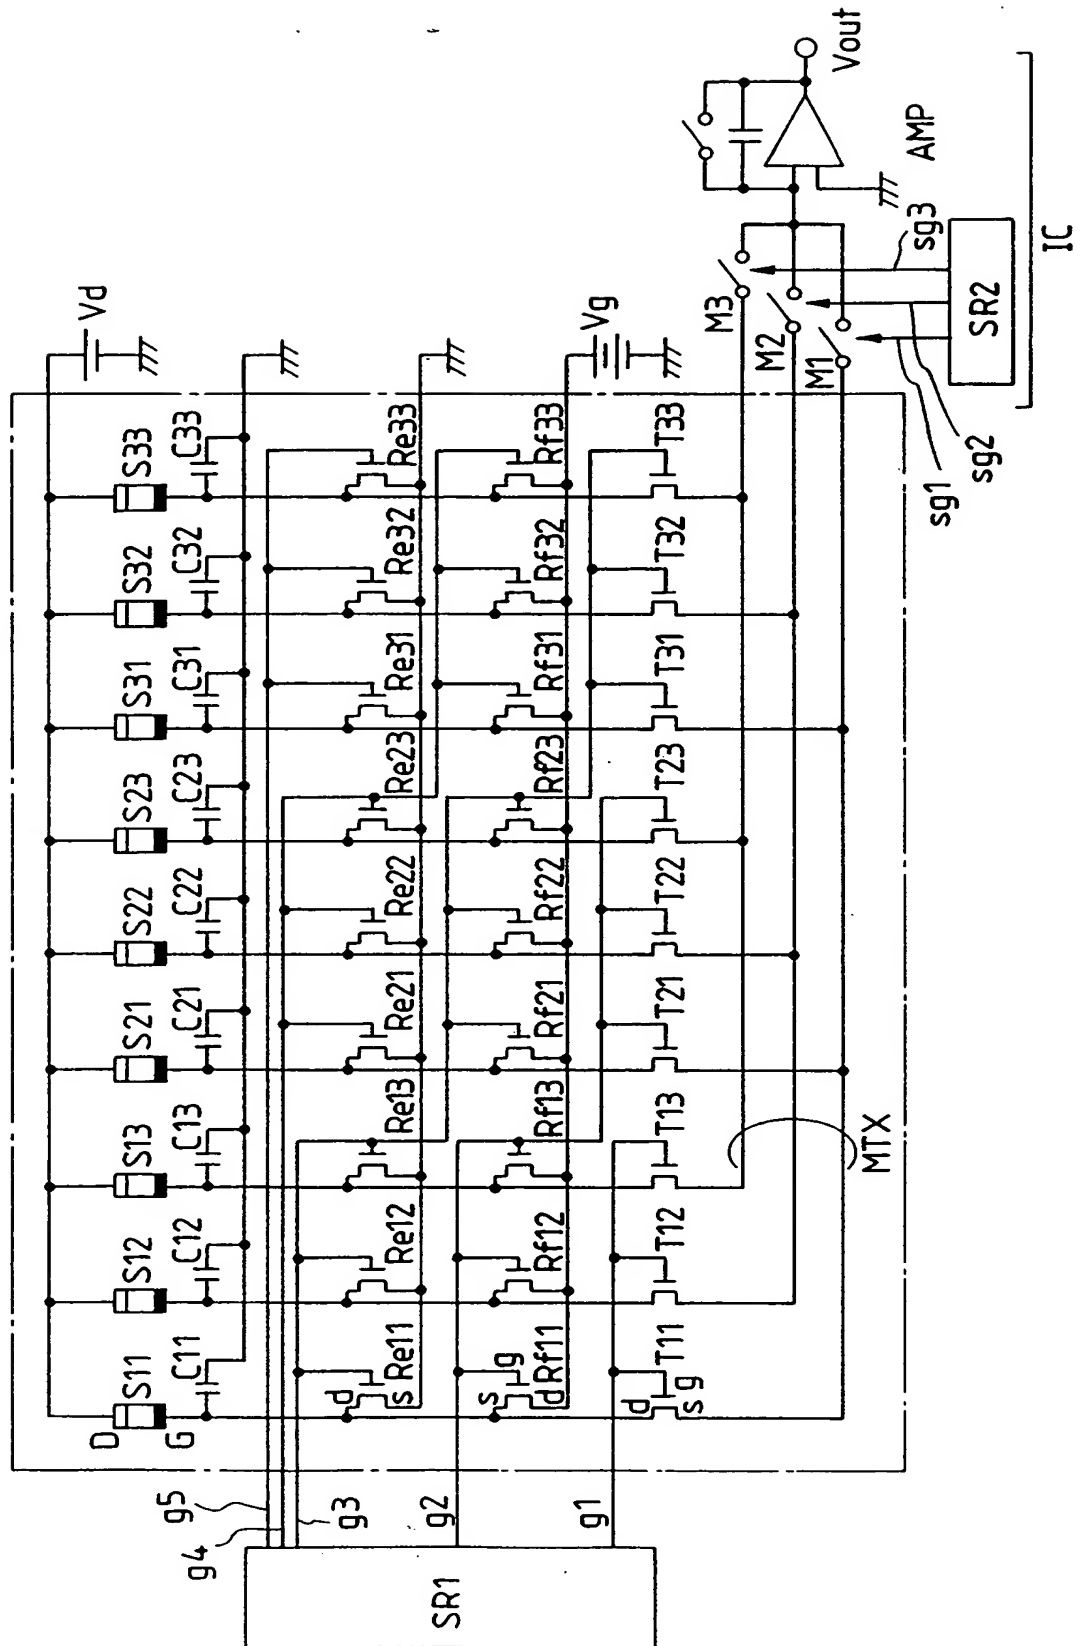 Vd
Vg
Vout
AMP
IC
SR2
sg3
sg2
sg1
M3
M2
M1
S11
S12
S13
S21
S22
S23
S31
S32
S33
D
G
C11
C12
C13
C21
C22
C23
C31
C32
C33
g5
g4
g3
d
s
Re11
Re12
Re13
Re21
Re22
Re23
Re31
Re32
Re33
g2
s
g
d
Rf11
Rf12
Rf13
Rf21
Rf22
Rf23
Rf31
Rf32
Rf33
g1
d
g
s
T11
T12
T13
T21
T22
T23
T31
T32
T33
MTX
SR1